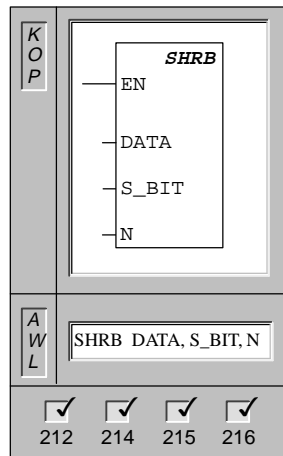 K
O
P
SHRB
EN
DATA
S_BIT
N
A
W
L
SHRB DATA, S_BIT, N
212 214 215 216